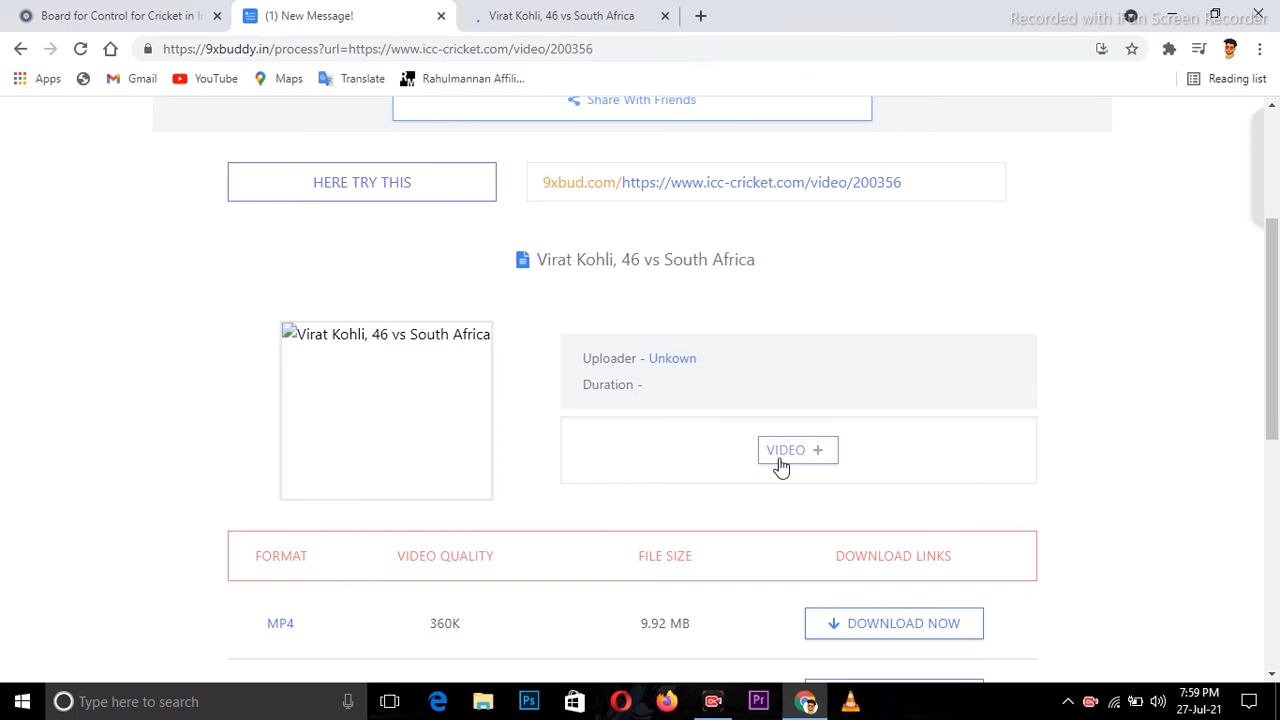 Board for Control for Cricket in In
(1) New Message!
Virat Kohli, 46 vs South Africa
Recorded with iFun Screen Recorder
https://9xbuddy.in/process?url=https://www.icc-cricket.com/video/200356
Apps
Gmail
YouTube
Maps
Translate
Rahulmannan Affili...
Reading list
Share With Friends
HERE TRY THIS
9xbud.com/https://www.icc-cricket.com/video/200356
Virat Kohli, 46 vs South Africa
Virat Kohli, 46 vs South Africa
Uploader - Unkown
Duration -
VIDEO +
FORMAT
VIDEO QUALITY
FILE SIZE
DOWNLOAD LINKS
MP4
360K
9.92 MB
DOWNLOAD NOW
Type here to search
Ps
Pr
7:59 PM
27-Jul-21